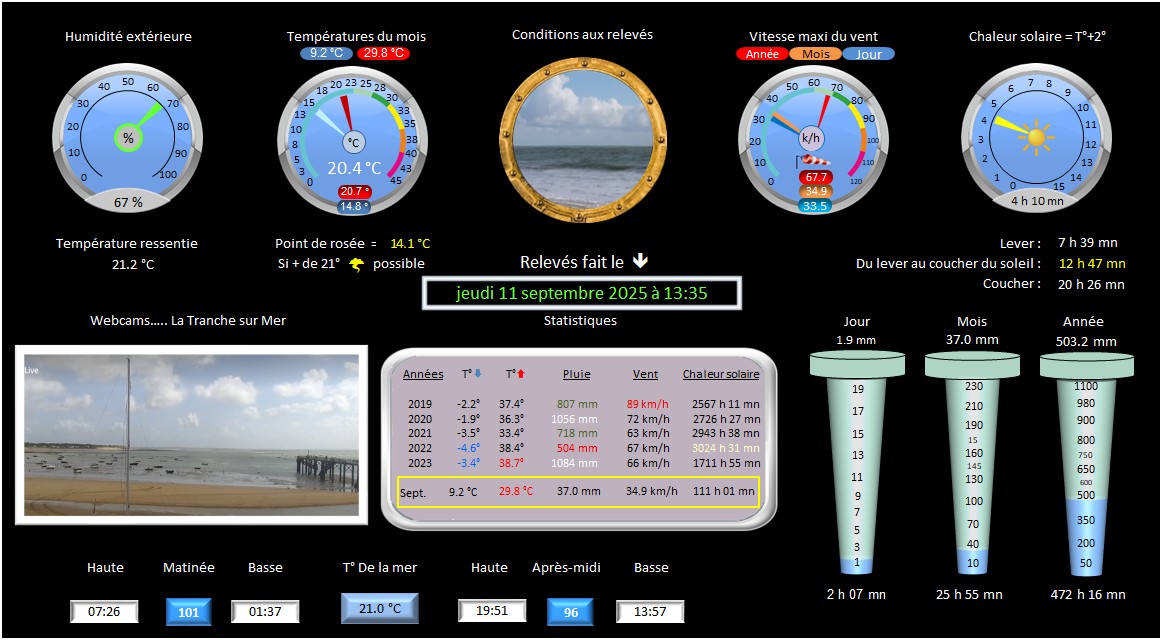 Humidité extérieure
Températures du mois
Conditions aux relevés
Vitesse maxi du vent
Chaleur solaire = T°+2°
9.2 °C 29.8 °C
Année Mois Jour
0 10 20 30 40 50 60 70 80 90 100
%
67 %
0 3 5 8 10 13 15 18 20 23 25 28 30 33 35 38 40 43 45
°C
20.4 °C
20.7 °
14.8 °
0 10 20 30 40 50 60 70 80 90 100 110 120
k/h
67.7
34.9
33.5
0 1 2 3 4 5 6 7 8 9 10 11 12 13 14 15
4 h 10 mn
Température ressentie
21.2 °C
Point de rosée = 14.1 °C
Si + de 21° possible
Relevés fait le
jeudi 11 septembre 2025 à 13:35
Lever : 7 h 39 mn
Du lever au coucher du soleil : 12 h 47 mn
Coucher : 20 h 26 mn
Webcams..... La Tranche sur Mer
Live
Statistiques
Années T° T° Pluie Vent Chaleur solaire
2019 -2.2° 37.4° 807 mm 89 km/h 2567 h 11 mn
2020 -1.9° 36.3° 1056 mm 72 km/h 2726 h 27 mn
2021 -3.5° 33.4° 718 mm 63 km/h 2943 h 38 mn
2022 -4.6° 38.4° 504 mm 67 km/h 3024 h 31 mn
2023 -3.4° 38.7° 1084 mm 66 km/h 1711 h 55 mn
Sept. 9.2 °C 29.8 °C 37.0 mm 34.9 km/h 111 h 01 mn
Jour
1.9 mm
19
17
15
13
11
9
7
5
3
1
2 h 07 mn
Mois
37.0 mm
230
210
190
15
160
145
130
100
70
40
10
25 h 55 mn
Année
503.2 mm
1100
980
900
800
750
650
600
500
350
200
50
472 h 16 mn
Haute Matinée Basse T° De la mer Haute Après-midi Basse
07:26 101 01:37 21.0 °C 19:51 96 13:57